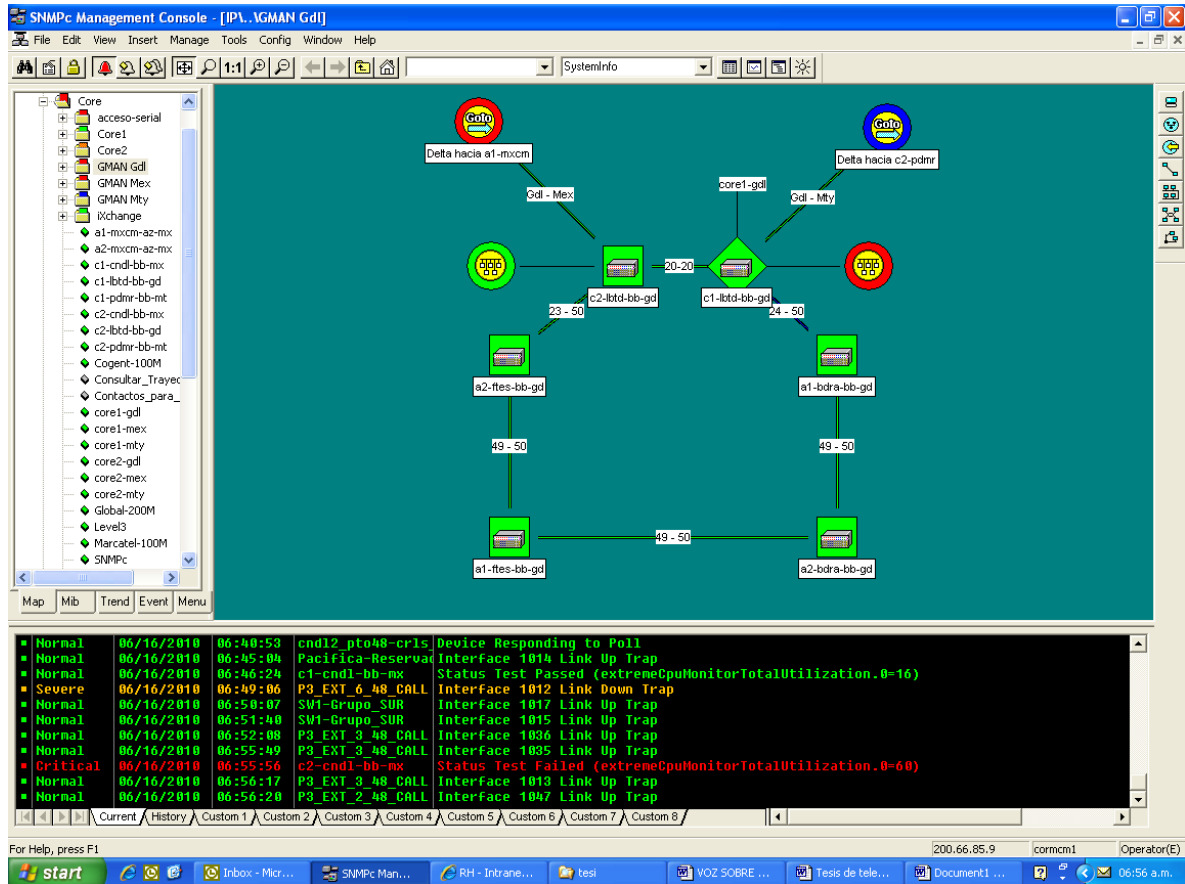 SNMPc Management Console - [IP\..\GMAN Gdl]
File Edit View Insert Manage Tools Config Window Help
1:1 SystemInfo
Core
acceso-serial
Core1
Core2
GMAN Gdl
GMAN Mex
GMAN Mty
iXchange
a1-mxcm-az-mx
a2-mxcm-az-mx
c1-cndl-bb-mx
c1-lbtd-bb-gd
c1-pdmr-bb-mt
c2-cndl-bb-mx
c2-lbtd-bb-gd
c2-pdmr-bb-mt
Cogent-100M
Consultar_Trayec
Contactos_para_
core1-gdl
core1-mex
core1-mty
core2-gdl
core2-mex
core2-mty
Global-200M
Level3
Marcatel-100M
SNMPc
Map Mib Trend Event Menu
Goto
Delta hacia a1-mxcm
Goto
Delta hacia c2-pdmr
Gdl - Mex
core1-gdl
Gdl - Mty
20-20
c2-lbtd-bb-gd
c1-lbtd-bb-gd
23 - 50
24 - 50
a2-ftes-bb-gd
a1-bdra-bb-gd
49 - 50
49 - 50
49 - 50
a1-ftes-bb-gd
a2-bdra-bb-gd
Normal 06/16/2010 06:40:53 cndl2_pto48-crls Device Responding to Poll
Normal 06/16/2010 06:45:04 Pacifica-Reservad Interface 1014 Link Up Trap
Normal 06/16/2010 06:46:24 c1-cndl-bb-mx Status Test Passed (extremeCpuMonitorTotalUtilization.0=16)
Severe 06/16/2010 06:49:06 P3_EXT_6_48_CALL Interface 1012 Link Down Trap
Normal 06/16/2010 06:50:07 SW1-Grupo_SUR Interface 1017 Link Up Trap
Normal 06/16/2010 06:51:40 SW1-Grupo_SUR Interface 1015 Link Up Trap
Normal 06/16/2010 06:52:08 P3_EXT_3_48_CALL Interface 1036 Link Up Trap
Normal 06/16/2010 06:55:49 P3_EXT_3_48_CALL Interface 1035 Link Up Trap
Critical 06/16/2010 06:55:56 c2-cndl-bb-mx Status Test Failed (extremeCpuMonitorTotalUtilization.0=60)
Normal 06/16/2010 06:56:17 P3_EXT_3_48_CALL Interface 1013 Link Up Trap
Normal 06/16/2010 06:56:20 P3_EXT_2_48_CALL Interface 1047 Link Up Trap
Current History Custom 1 Custom 2 Custom 3 Custom 4 Custom 5 Custom 6 Custom 7 Custom 8
For Help, press F1 200.66.85.9 cormcm1 Operator(E)
start Inbox - Micr... SNMPc Man... RH - Intrane... tesi VOZ SOBRE ... Tesis de tele... Document1 ... 06:56 a.m.